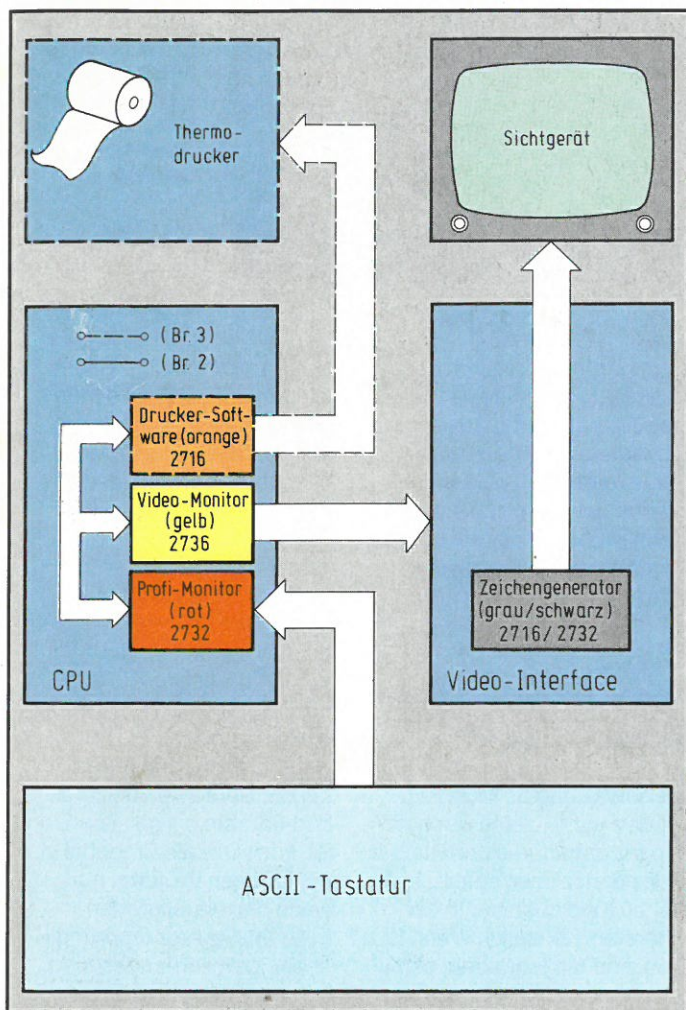 Thermo-
drucker
Sichtgerät
(Br. 3)
(Br. 2)
Drucker-Soft-
ware (orange)
2716
Video-Monitor
(gelb)
2736
Profi-Monitor
(rot)
2732
CPU
Zeichengenerator
(grau/schwarz)
2716/2732
Video-Interface
ASCII-Tastatur